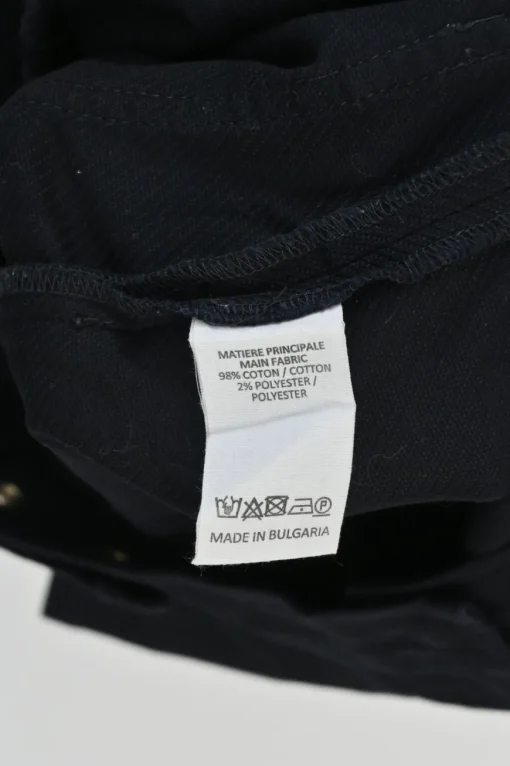 MATIERE PRINCIPALE
MAIN FABRIC
98% COTON / COTTON
2% POLYESTER /
POLYESTER
P
MADE IN BULGARIA